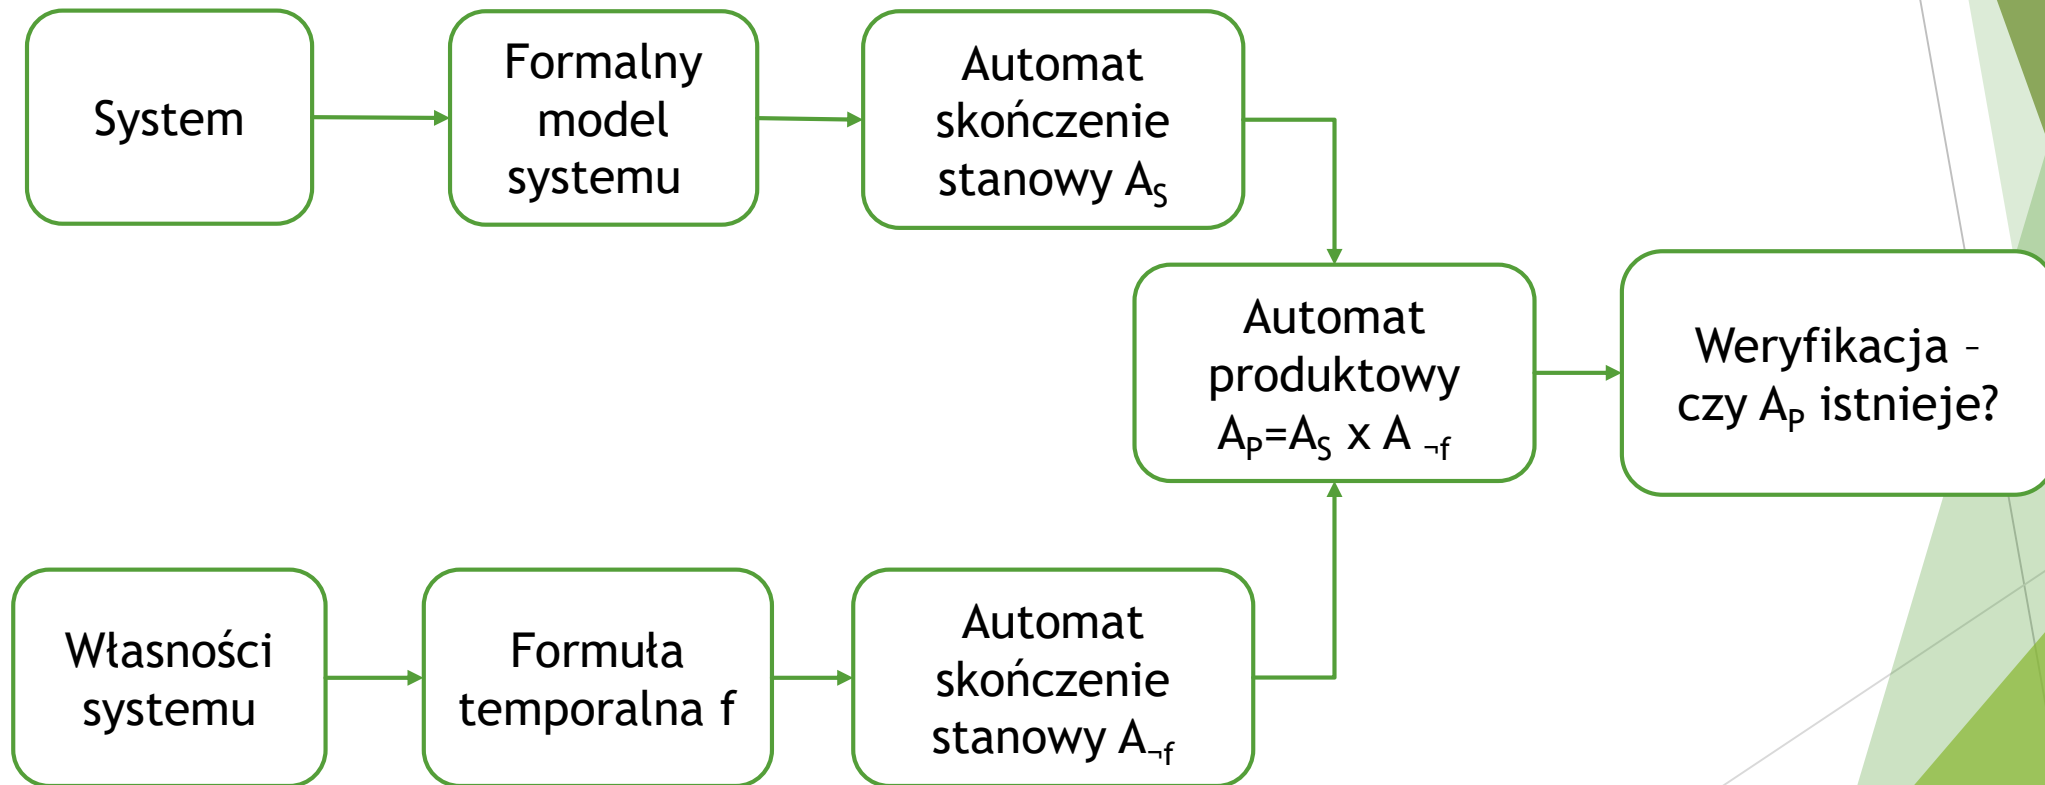 System
Formalny
model
systemu
Automat
skończenie
stanowy Aₛ
Automat
produktowy
Aₚ=Aₛ x A ¬f
Weryfikacja –
czy Aₚ istnieje?
Własności
systemu
Formuła
temporalna f
Automat
skończenie
stanowy A¬f